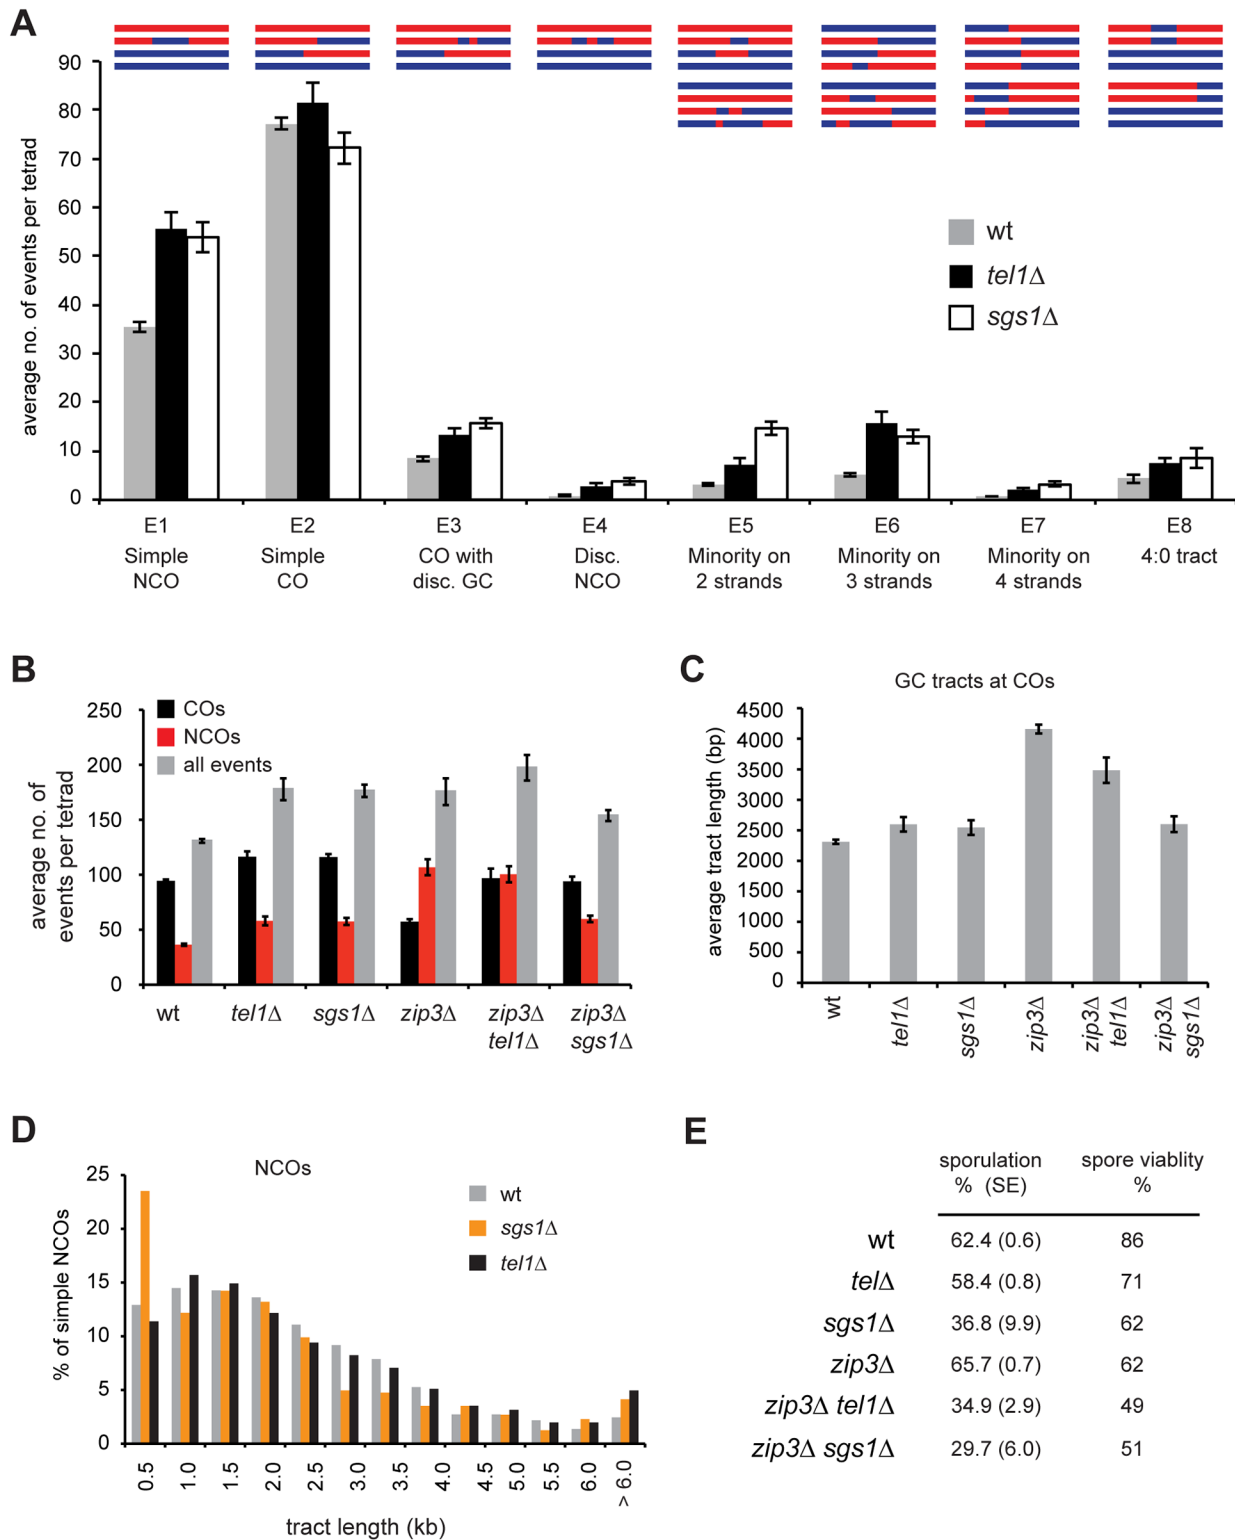 A
average no. of events per tetrad
90
80
70
60
50
40
30
20
10
0
wt
tel1Δ
sgs1Δ
E1 E2 E3 E4 E5 E6 E7 E8
Simple Simple CO with Disc. Minority on Minority on Minority on 4:0 tract
NCO CO disc. GC NCO 2 strands 3 strands 4 strands
B
average no. of
events per tetrad
250
200
150
100
50
0
COs
NCOs
all events
wt tel1Δ sgs1Δ zip3Δ zip3Δ zip3Δ
tel1Δ sgs1Δ
C
GC tracts at COs
average tract length (bp)
4500
4000
3500
3000
2500
2000
1500
1000
500
0
wt
tel1Δ
sgs1Δ
zip3Δ
zip3Δ
tel1Δ
zip3Δ
sgs1Δ
D
NCOs
% of simple NCOs
25
20
15
10
5
0
wt
sgs1Δ
tel1Δ
0.5 1.0 1.5 2.0 2.5 3.0 3.5 4.0 4.5 5.0 5.5 6.0 > 6.0
tract length (kb)
E
sporulation spore viablity
% (SE) %
wt 62.4 (0.6) 86
telΔ 58.4 (0.8) 71
sgs1Δ 36.8 (9.9) 62
zip3Δ 65.7 (0.7) 62
zip3Δ tel1Δ 34.9 (2.9) 49
zip3Δ sgs1Δ 29.7 (6.0) 51